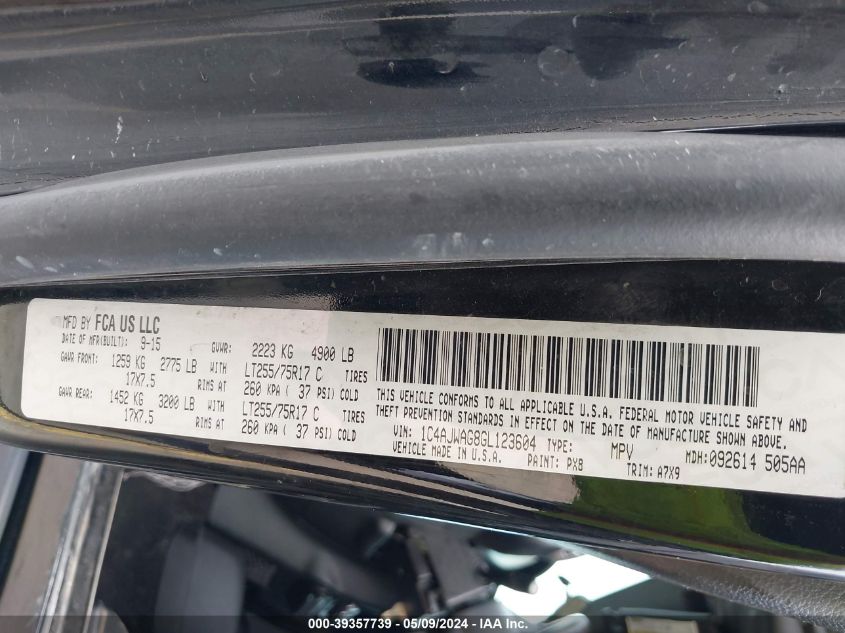 MFD BY FCA US LLC
DATE OF MFR(BUILT): 9-15 GVWR: 2223 KG 4900 LB
GAWR FRONT: 1259 KG 2775 LB WITH LT255/75R17 C TIRES
17X7.5 RIMS AT 260 KPA ( 37 PSI) COLD
GAWR REAR: 1452 KG 3200 LB WITH LT255/75R17 C TIRES
17X7.5 RIMS AT 260 KPA ( 37 PSI) COLD
THIS VEHICLE CONFORMS TO ALL APPLICABLE U.S.A. FEDERAL MOTOR VEHICLE SAFETY AND
THEFT PREVENTION STANDARDS IN EFFECT ON THE DATE OF MANUFACTURE SHOWN ABOVE.
VIN: 1C4AJWAG8GL123604 TYPE: MPV MDH:092614 505AA
VEHICLE MADE IN U.S.A. PAINT: PX8 TRIM: A7X9
000-39357739 - 05/09/2024 - IAA Inc.